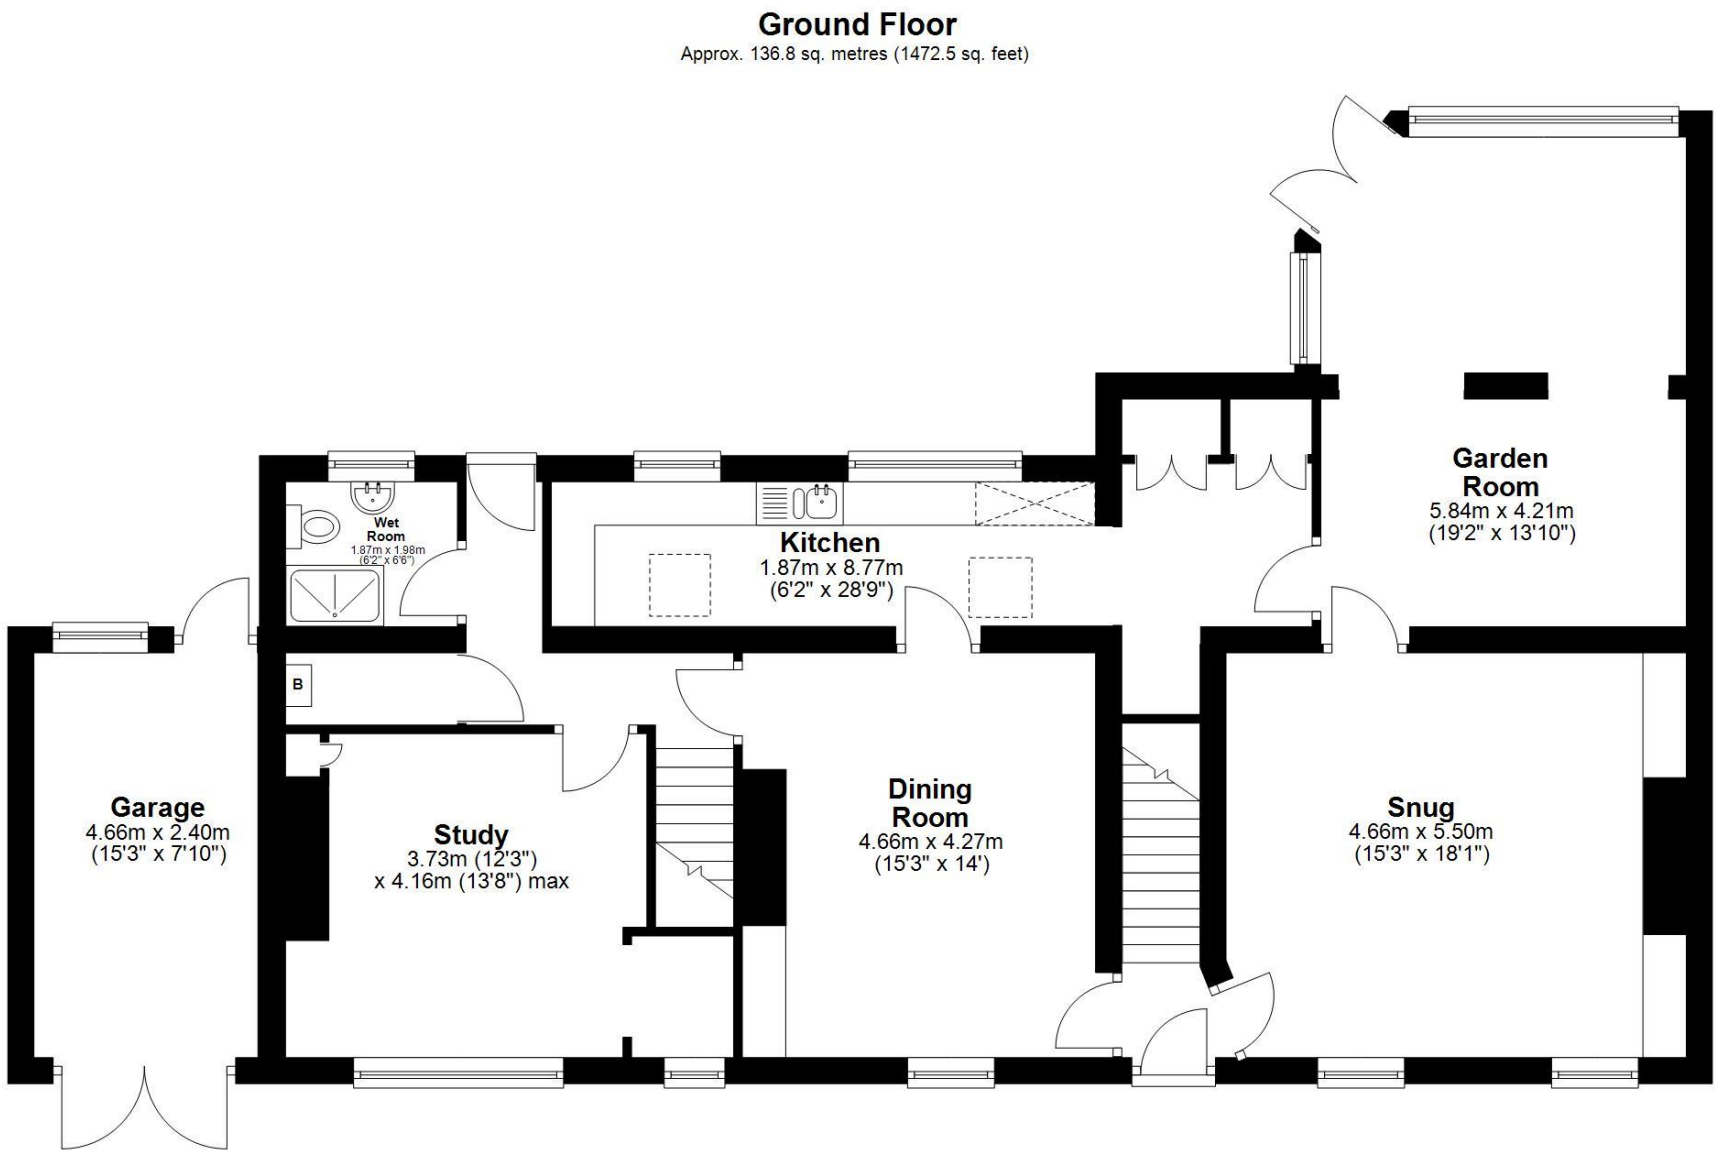 Ground Floor
Approx. 136.8 sq. metres (1472.5 sq. feet)
Garden
Room
5.84m x 4.21m
(19'2" x 13'10")
Wet
Room
1.87m x 1.98m
(6'2" x 6'6")
Kitchen
1.87m x 8.77m
(6'2" x 28'9")
B
Garage
4.66m x 2.40m
(15'3" x 7'10")
Study
3.73m (12'3")
x 4.16m (13'8") max
Dining
Room
4.66m x 4.27m
(15'3" x 14')
Snug
4.66m x 5.50m
(15'3" x 18'1")